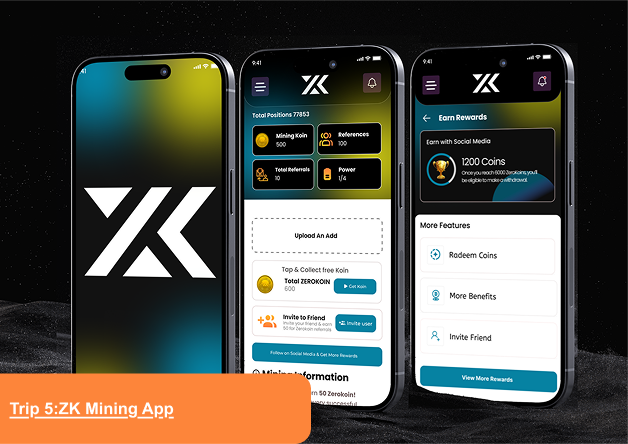 41
ZK
9:41
ZK
Total Positions 77853
Mining Koin
500
References
100
Total Referrals
10
Power
1/4
Upload An Add
Tap & Collect free Koin
Total ZEROKOIN
600
Get Koin
Invite to Friend
Invite your friend & earn
50 for Zerokoin referrals
Invite user
Follow on Social Media & Get More Rewards
Mining Information
50 Zerokoin!
very successful
9:41
ZK
Earn Rewards
Earn with Social Media
1200 Coins
Once you reach 6000 Zerokoins, you'll
be eligible to make a withdrawal.
More Features
Radeem Coins
More Benefits
Invite Friend
View More Rewards
Trip 5:ZK Mining App